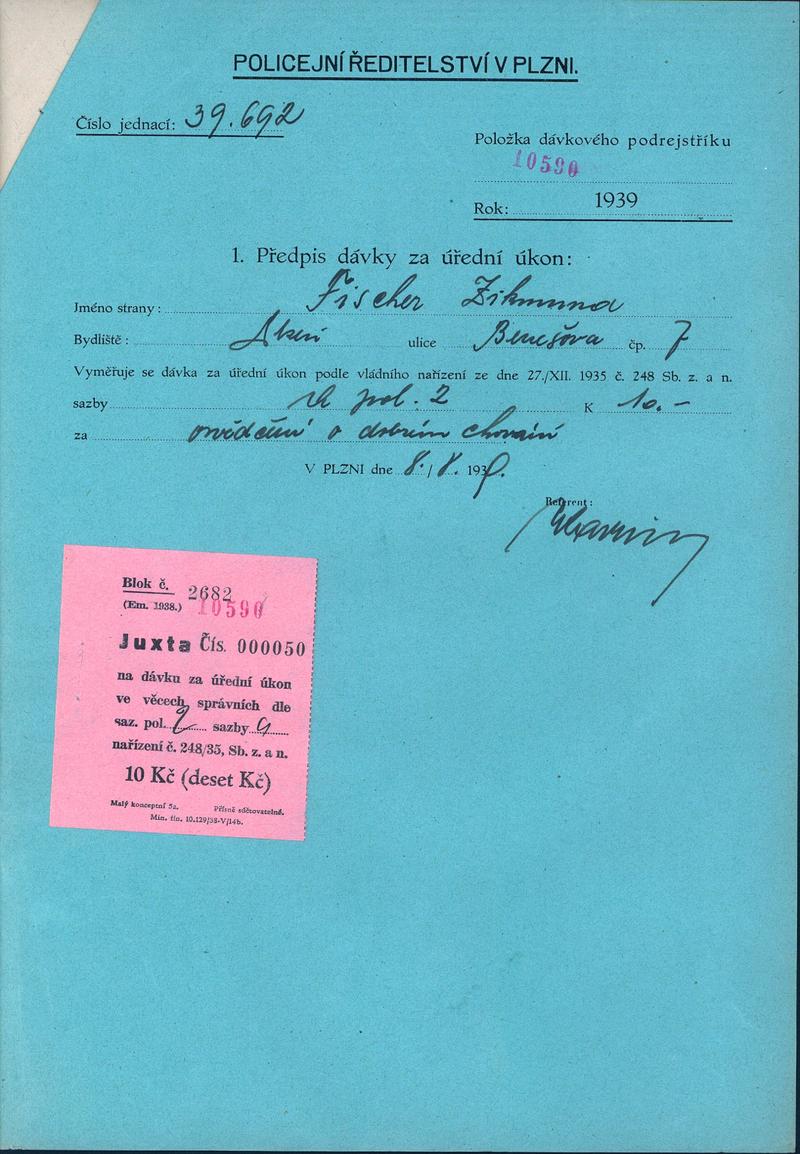 POLICEJNÍ ŘEDITELSTVÍ V PLZNI.
Číslo jednací: 39.692
Položka dávkového podrejstříku
10590
Rok: 1939
1. Předpis dávky za úřední úkon:
Jméno strany: Fischer Zikmund
Bydliště: ulice Benešova čp. 7
Vyměřuje se dávka za úřední úkon podle vládního nařízení ze dne 27./XII. 1935 č. 248 Sb. z. a n.
sazby pol. 2 K 10.-
za osvědčení o dobrém chování
V PLZNI dne 8./8. 1939.
Referent:
Blok č. 2682
(Em. 1938.) 10590
Juxta Čís. 000050
na dávku za úřední úkon
ve věcech správních dle
saz. pol. 2 sazby a
nařízení č. 248/35, Sb. z. a n.
10 Kč (deset Kč)
Malý konceptní 5a. Přísně súčtovatelné.
Min. fin. 10.129/38-V/14b.